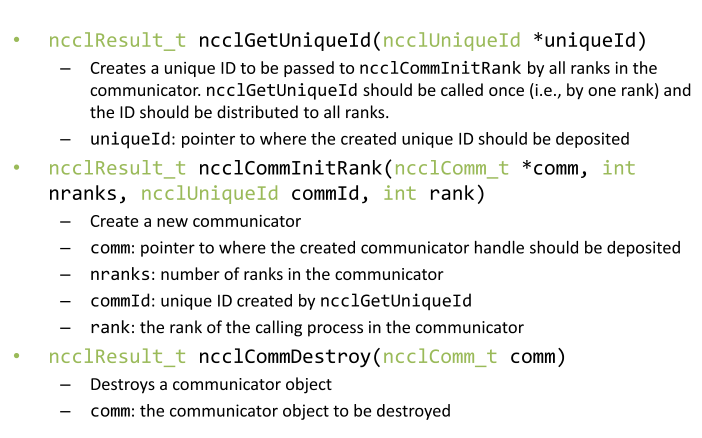 • ncclResult_t ncclGetUniqueId(ncclUniqueId *uniqueId)
– Creates a unique ID to be passed to ncclCommInitRank by all ranks in the
communicator. ncclGetUniqueId should be called once (i.e., by one rank) and
the ID should be distributed to all ranks.
– uniqueId: pointer to where the created unique ID should be deposited
• ncclResult_t ncclCommInitRank(ncclComm_t *comm, int
nranks, ncclUniqueId commId, int rank)
– Create a new communicator
– comm: pointer to where the created communicator handle should be deposited
– nranks: number of ranks in the communicator
– commId: unique ID created by ncclGetUniqueId
– rank: the rank of the calling process in the communicator
• ncclResult_t ncclCommDestroy(ncclComm_t comm)
– Destroys a communicator object
– comm: the communicator object to be destroyed